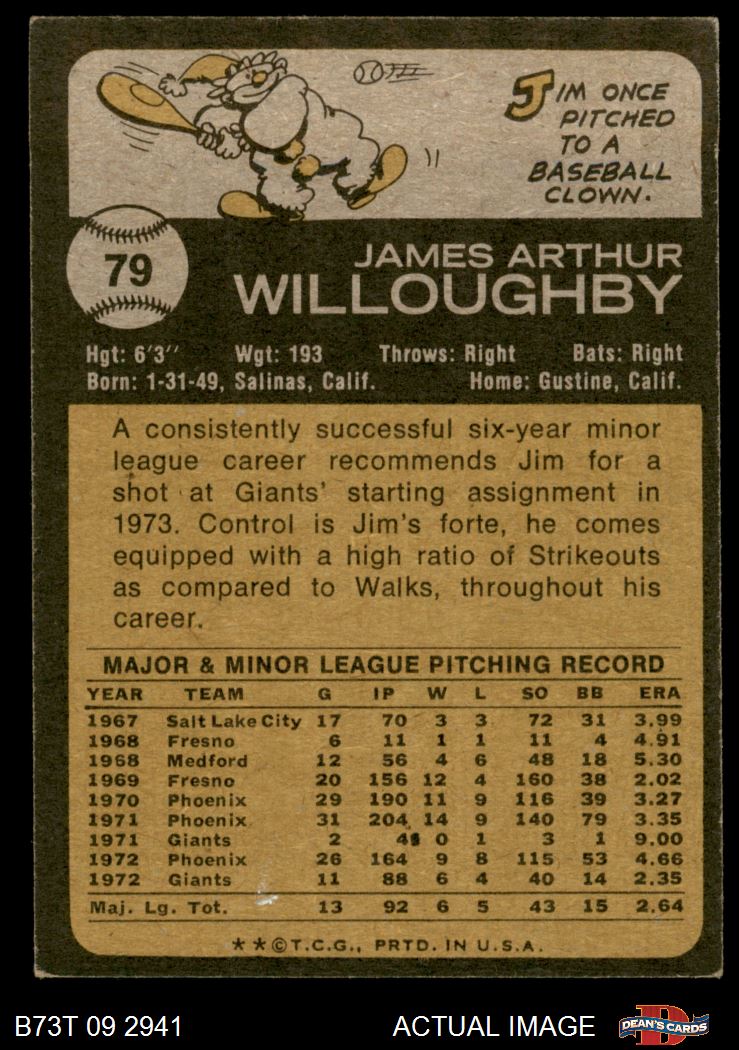 JIM ONCE
PITCHED
TO A
BASEBALL
CLOWN.
79
JAMES ARTHUR
WILLOUGHBY
Hgt: 6'3" Wgt: 193 Throws: Right Bats: Right
Born: 1-31-49, Salinas, Calif. Home: Gustine, Calif.
A consistently successful six-year minor
league career recommends Jim for a
shot at Giants' starting assignment in
1973. Control is Jim's forte, he comes
equipped with a high ratio of Strikeouts
as compared to Walks, throughout his
career.
MAJOR & MINOR LEAGUE PITCHING RECORD
YEAR TEAM G IP W L SO BB ERA
1967 Salt Lake City 17 70 3 3 72 31 3.99
1968 Fresno 6 11 1 1 11 4 4.91
1968 Medford 12 56 4 6 48 18 5.30
1969 Fresno 20 156 12 4 160 38 2.02
1970 Phoenix 29 190 11 9 116 39 3.27
1971 Phoenix 31 204 14 9 140 79 3.35
1971 Giants 2 4 0 1 3 1 9.00
1972 Phoenix 26 164 9 8 115 53 4.66
1972 Giants 11 88 6 4 40 14 2.35
Maj. Lg. Tot. 13 92 6 5 43 15 2.64
**©T.C.G., PRTD. IN U.S.A.
B73T 09 2941 ACTUAL IMAGE D DEAN'S CARDS